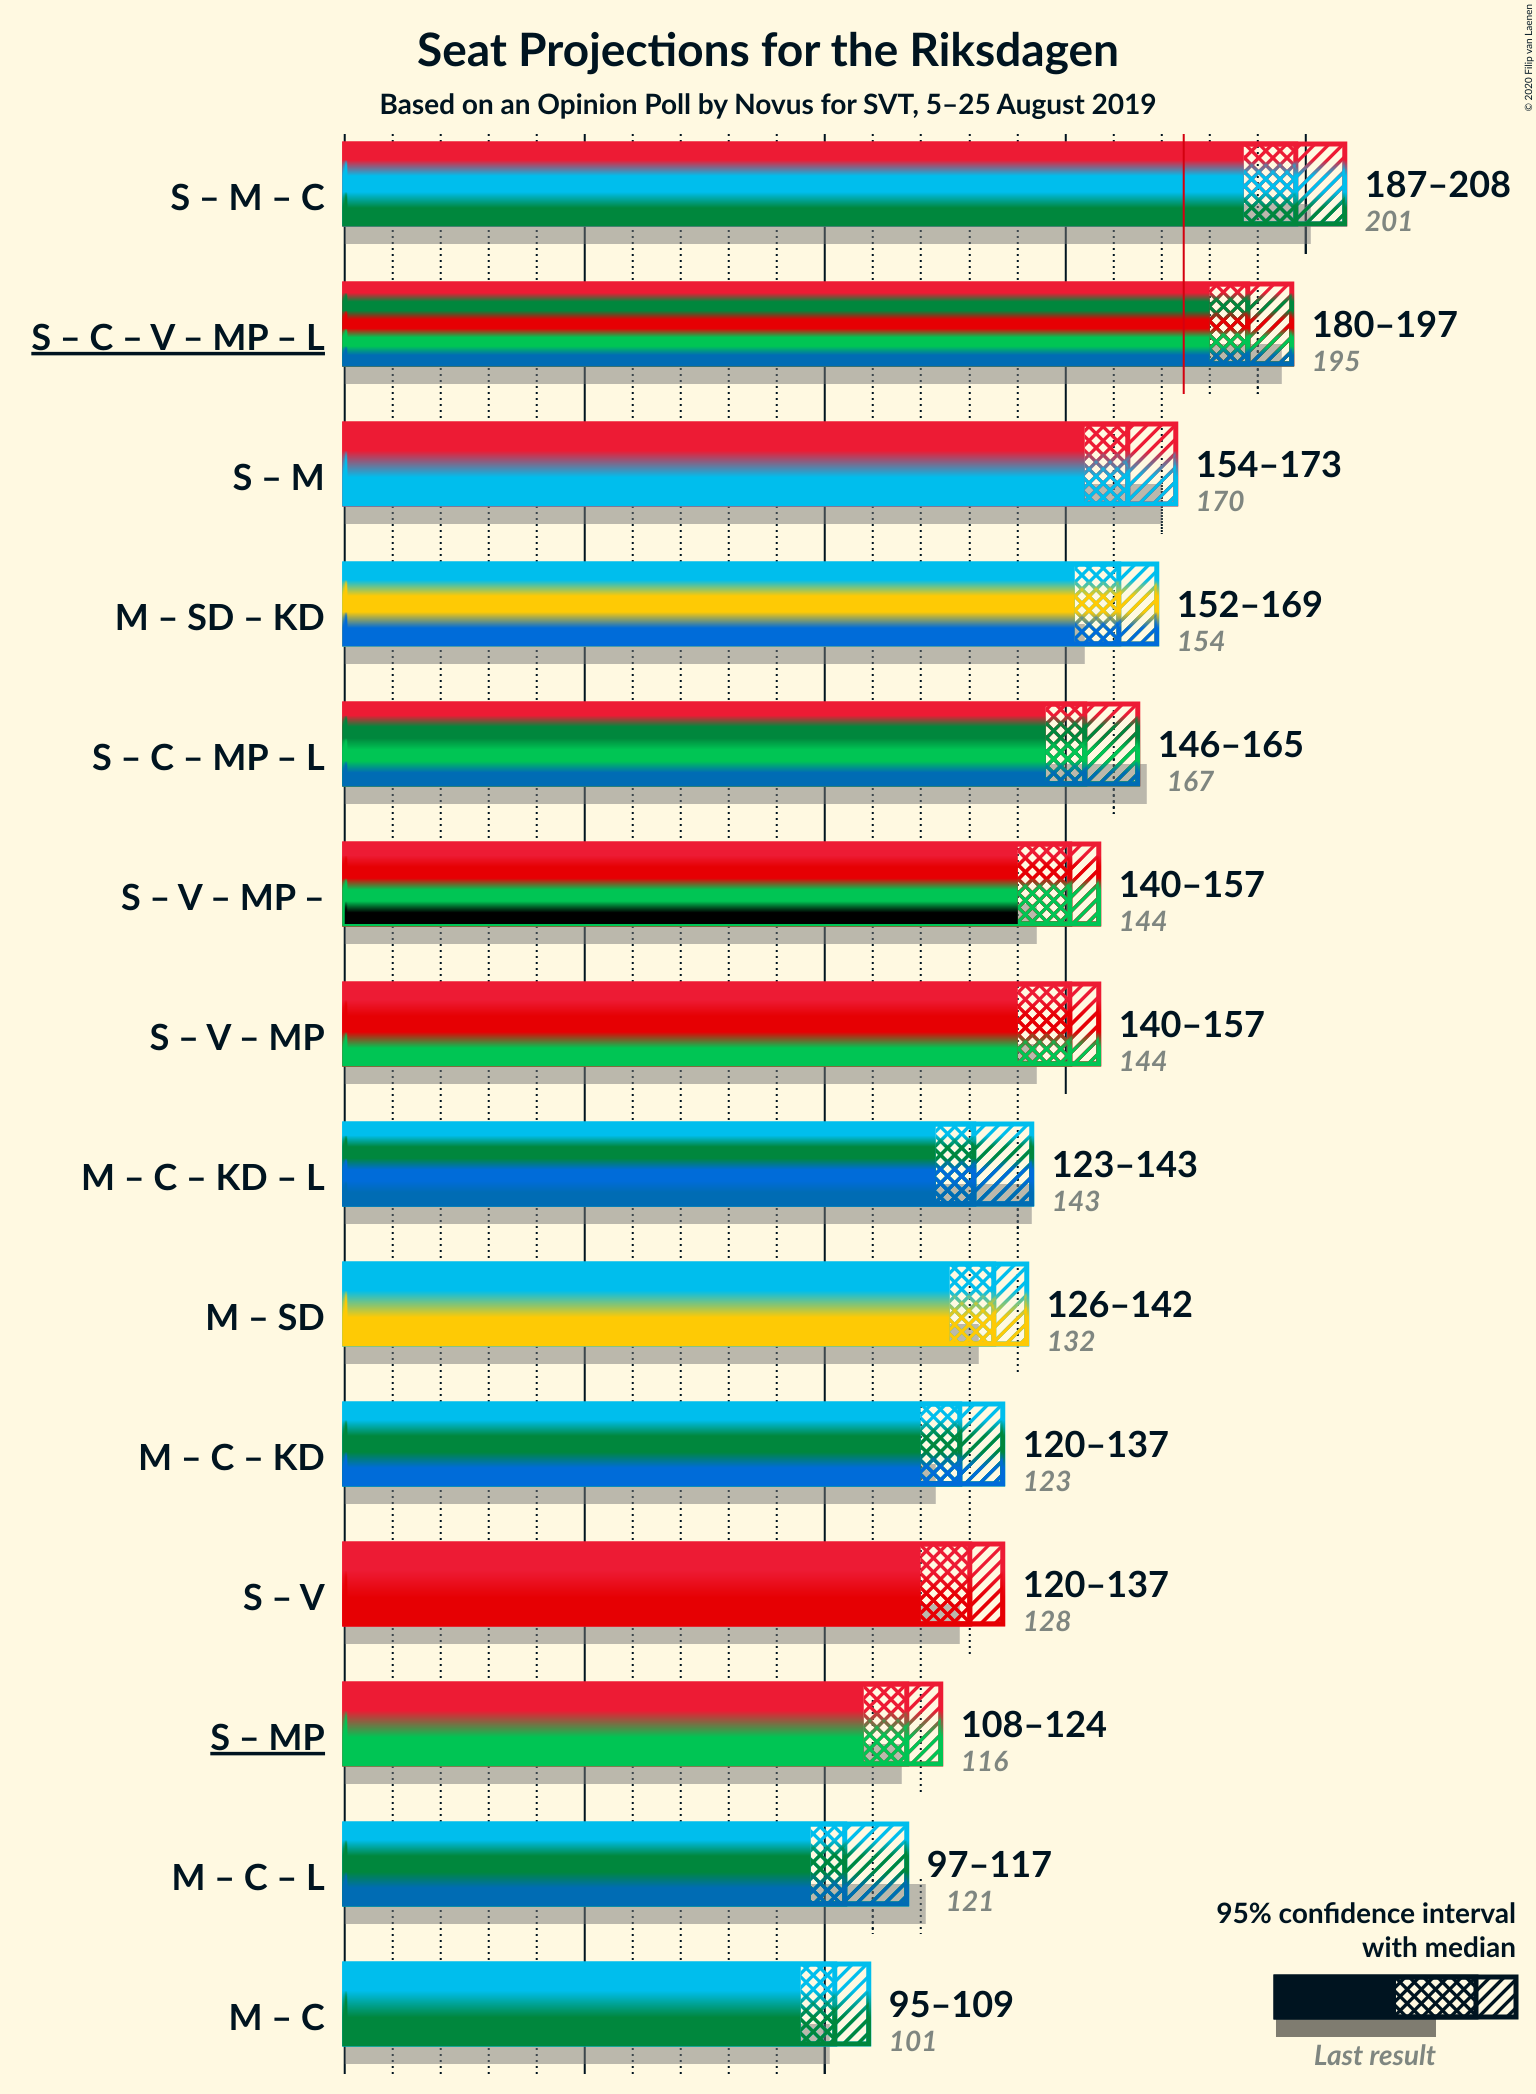 Seat Projections for the Riksdagen
Based on an Opinion Poll by Novus for SVT, 5–25 August 2019
© 2020 Filip van Laenen
S – M – C
187–208
201
S – C – V – MP – L
180–197
195
S – M
154–173
170
M – SD – KD
152–169
154
S – C – MP – L
146–165
167
S – V – MP –
140–157
144
S – V – MP
140–157
144
M – C – KD – L
123–143
143
M – SD
126–142
132
M – C – KD
120–137
123
S – V
120–137
128
S – MP
108–124
116
M – C – L
97–117
121
M – C
95–109
101
95% confidence interval
with median
Last result